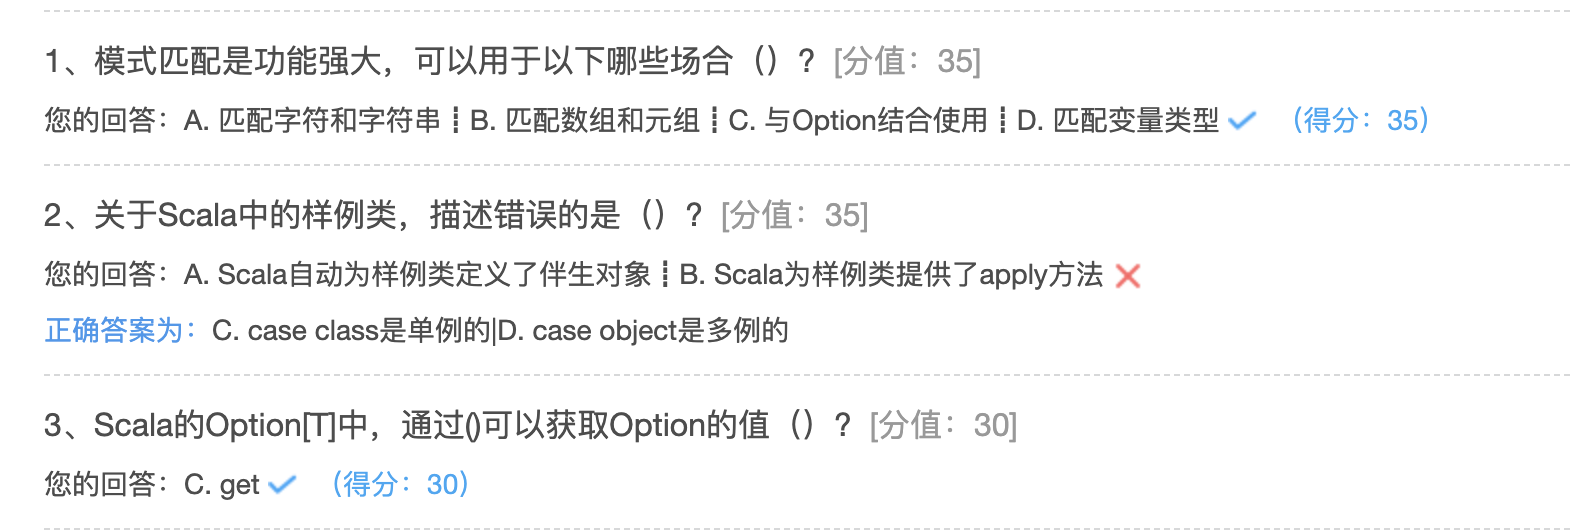 1、模式匹配是功能强大，可以用于以下哪些场合（）？ [分值：35]
您的回答：A. 匹配字符和字符串 ┋ B. 匹配数组和元组 ┋ C. 与Option结合使用 ┋ D. 匹配变量类型 （得分：35）
2、关于Scala中的样例类，描述错误的是（）？ [分值：35]
您的回答：A. Scala自动为样例类定义了伴生对象 ┋ B. Scala为样例类提供了apply方法
正确答案为：C. case class是单例的|D. case object是多例的
3、Scala的Option[T]中，通过()可以获取Option的值（）？ [分值：30]
您的回答：C. get （得分：30）